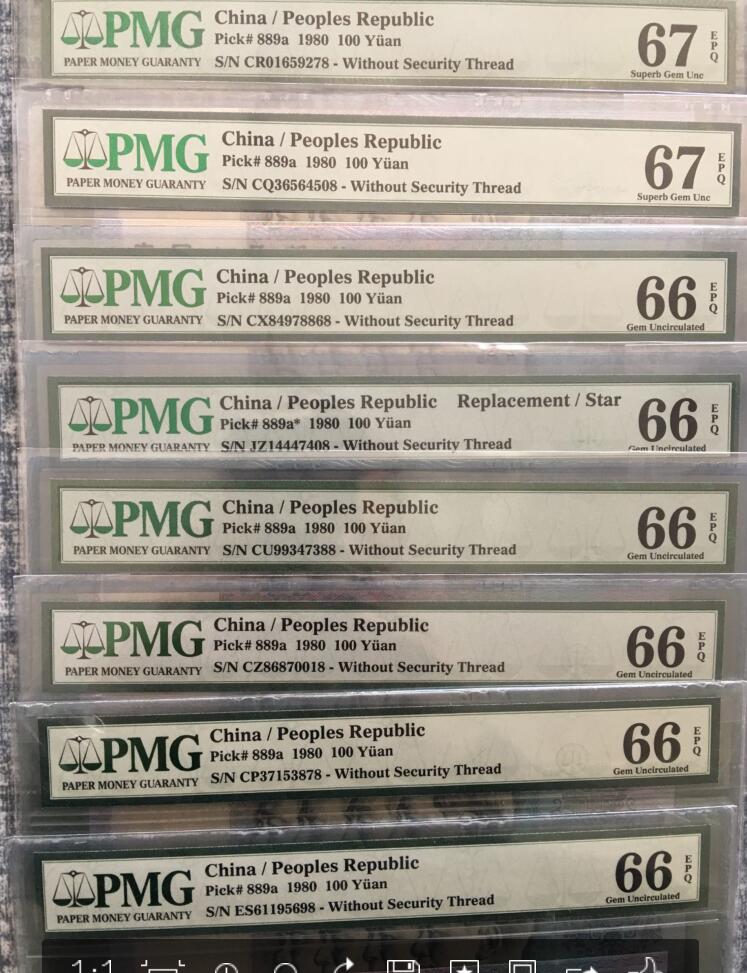 PMG
PAPER MONEY GUARANTY
China / Peoples Republic
Pick# 889a 1980 100 Yüan
S/N CR01659278 - Without Security Thread
67
EPQ
Superb Gem Unc
PMG
PAPER MONEY GUARANTY
China / Peoples Republic
Pick# 889a 1980 100 Yüan
S/N CQ36564508 - Without Security Thread
67
EPQ
Superb Gem Unc
PMG
PAPER MONEY GUARANTY
China / Peoples Republic
Pick# 889a 1980 100 Yüan
S/N CX84978868 - Without Security Thread
66
EPQ
Gem Uncirculated
PMG
PAPER MONEY GUARANTY
China / Peoples Republic Replacement / Star
Pick# 889a* 1980 100 Yüan
S/N JZ14447408 - Without Security Thread
66
EPQ
Gem Uncirculated
PMG
PAPER MONEY GUARANTY
China / Peoples Republic
Pick# 889a 1980 100 Yüan
S/N CU99347388 - Without Security Thread
66
EPQ
Gem Uncirculated
PMG
PAPER MONEY GUARANTY
China / Peoples Republic
Pick# 889a 1980 100 Yüan
S/N CZ86870018 - Without Security Thread
66
EPQ
Gem Uncirculated
PMG
PAPER MONEY GUARANTY
China / Peoples Republic
Pick# 889a 1980 100 Yüan
S/N CP37153878 - Without Security Thread
66
EPQ
Gem Uncirculated
PMG
PAPER MONEY GUARANTY
China / Peoples Republic
Pick# 889a 1980 100 Yüan
S/N ES61195698 - Without Security Thread
66
EPQ
Gem Uncirculated
1:1